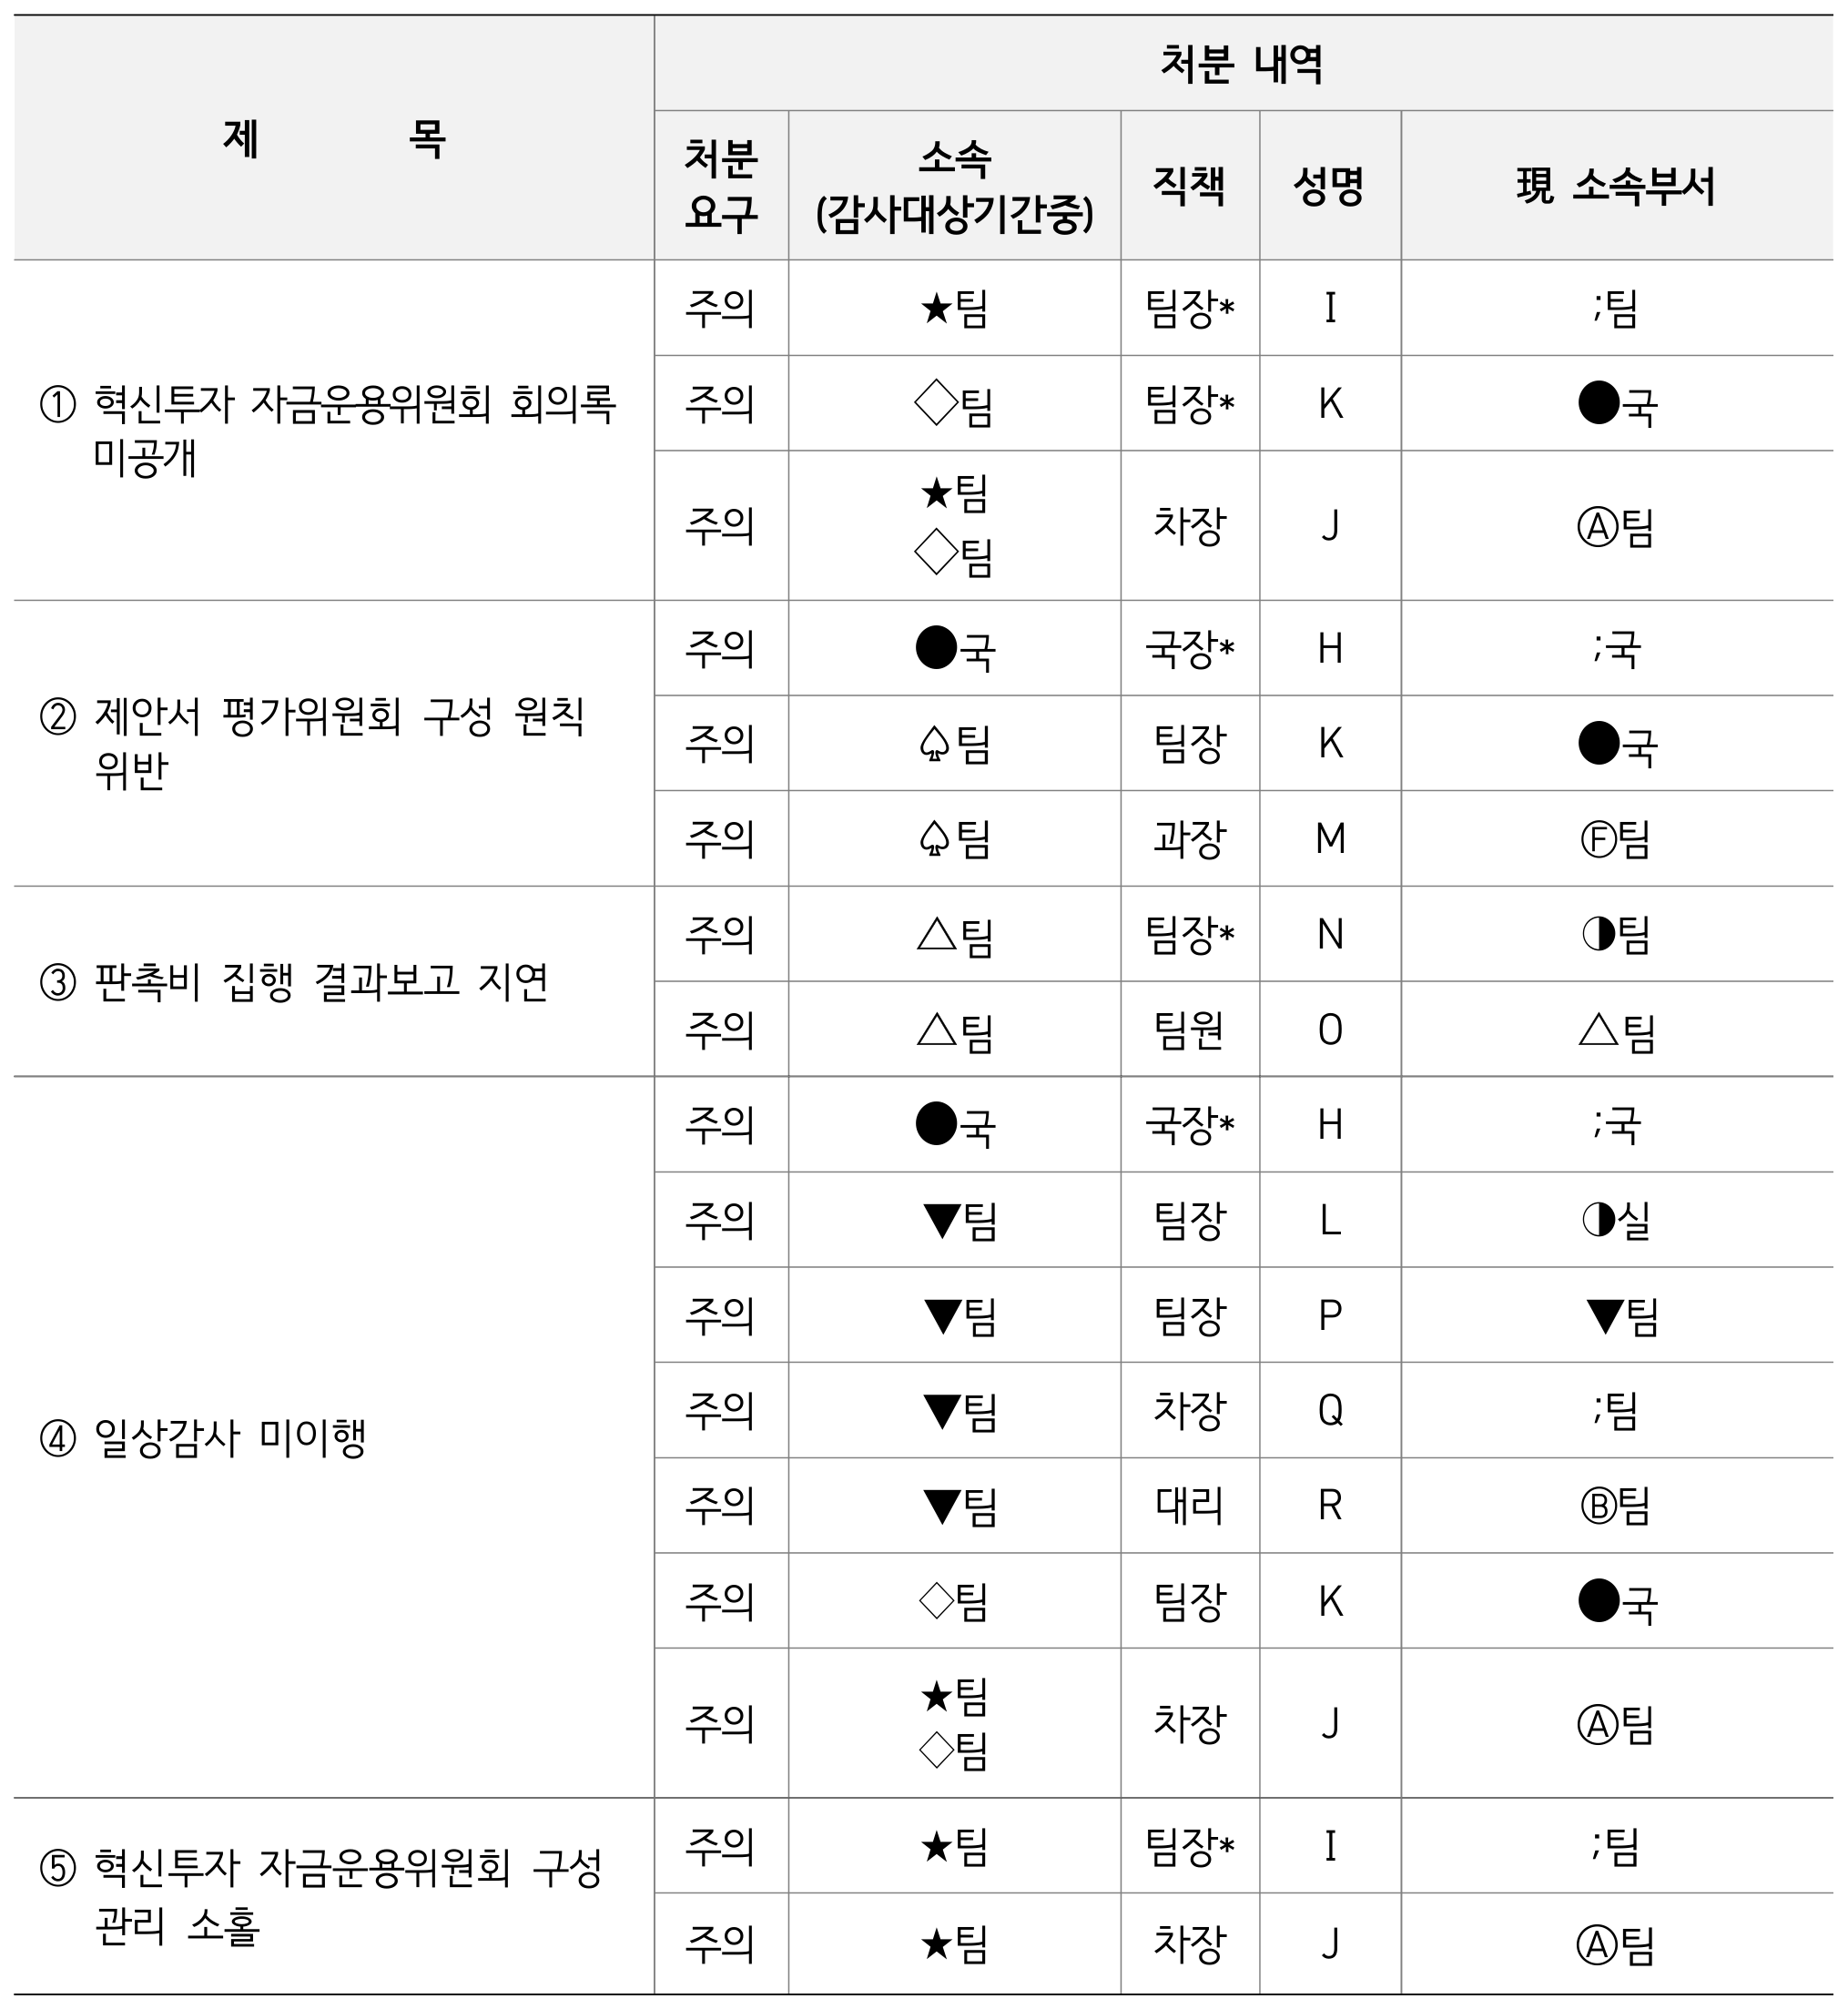 제 목
처분 내역
처분
요구
소속
(감사대상기간중)
직책
성명
現 소속부서
① 혁신투자 자금운용위원회 회의록
미공개
주의 ★팀 팀장* I ;팀
주의 ◇팀 팀장* K ●국
주의 ★팀
◇팀 차장 J Ⓐ팀
② 제안서 평가위원회 구성 원칙
위반
주의 ●국 국장* H ;국
주의 ♤팀 팀장 K ●국
주의 ♤팀 과장 M Ⓕ팀
③ 판촉비 집행 결과보고 지연
주의 △팀 팀장* N ◑팀
주의 △팀 팀원 O △팀
④ 일상감사 미이행
주의 ●국 국장* H ;국
주의 ▼팀 팀장 L ◑실
주의 ▼팀 팀장 P ▼팀
주의 ▼팀 차장 Q ;팀
주의 ▼팀 대리 R Ⓑ팀
주의 ◇팀 팀장 K ●국
주의 ★팀
◇팀 차장 J Ⓐ팀
⑤ 혁신투자 자금운용위원회 구성
관리 소홀
주의 ★팀 팀장* I ;팀
주의 ★팀 차장 J Ⓐ팀